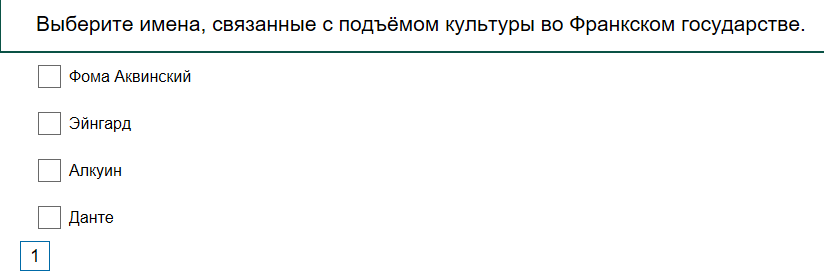 Выберите имена, связанные с подъёмом культуры во Франкском государстве.
Фома Аквинский
Эйнгард
Алкуин
Данте
1